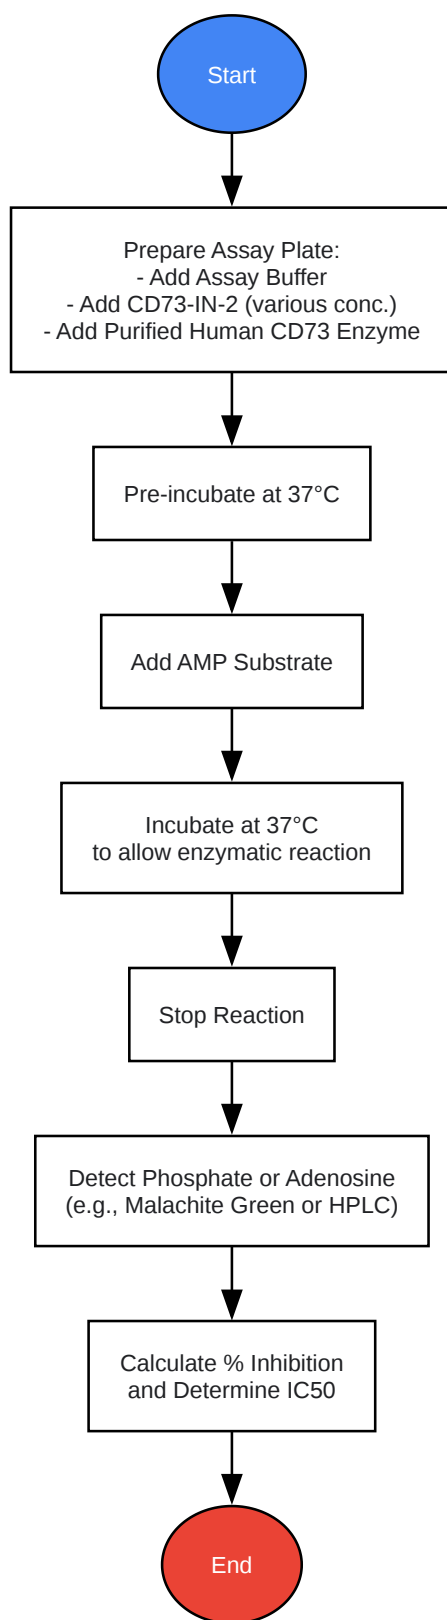 Start
Prepare Assay Plate:
- Add Assay Buffer
- Add CD73-IN-2 (various conc.)
- Add Purified Human CD73 Enzyme
Pre-incubate at 37°C
Add AMP Substrate
Incubate at 37°C
to allow enzymatic reaction
Stop Reaction
Detect Phosphate or Adenosine
(e.g., Malachite Green or HPLC)
Calculate % Inhibition
and Determine IC50
End